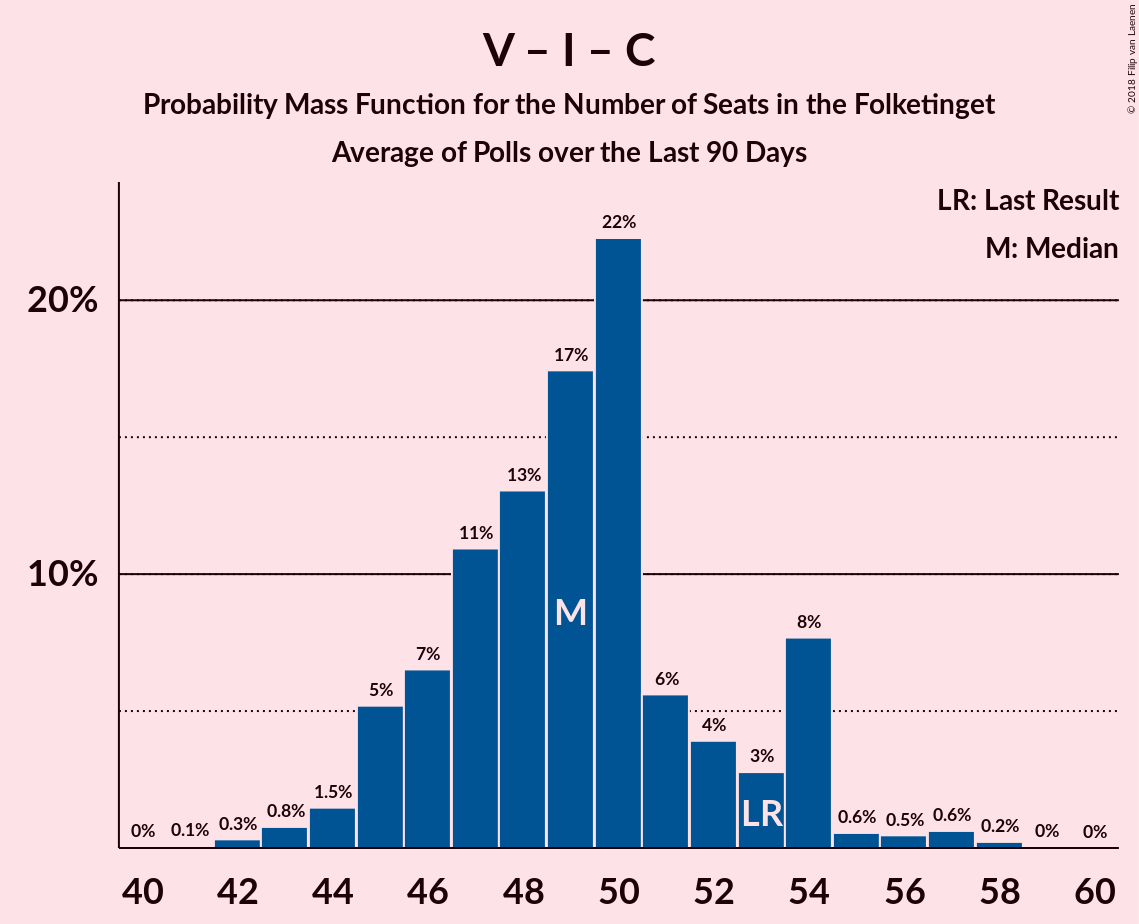 V – I – C
Probability Mass Function for the Number of Seats in the Folketinget
Average of Polls over the Last 90 Days
© 2018 Filip van Laenen
LR: Last Result
M: Median
20%
10%
0%
0.1%
0.3%
0.8%
1.5%
5%
7%
11%
13%
17%
22%
6%
4%
3%
8%
0.6%
0.5%
0.6%
0.2%
0%
0%
M
LR
40 42 44 46 48 50 52 54 56 58 60